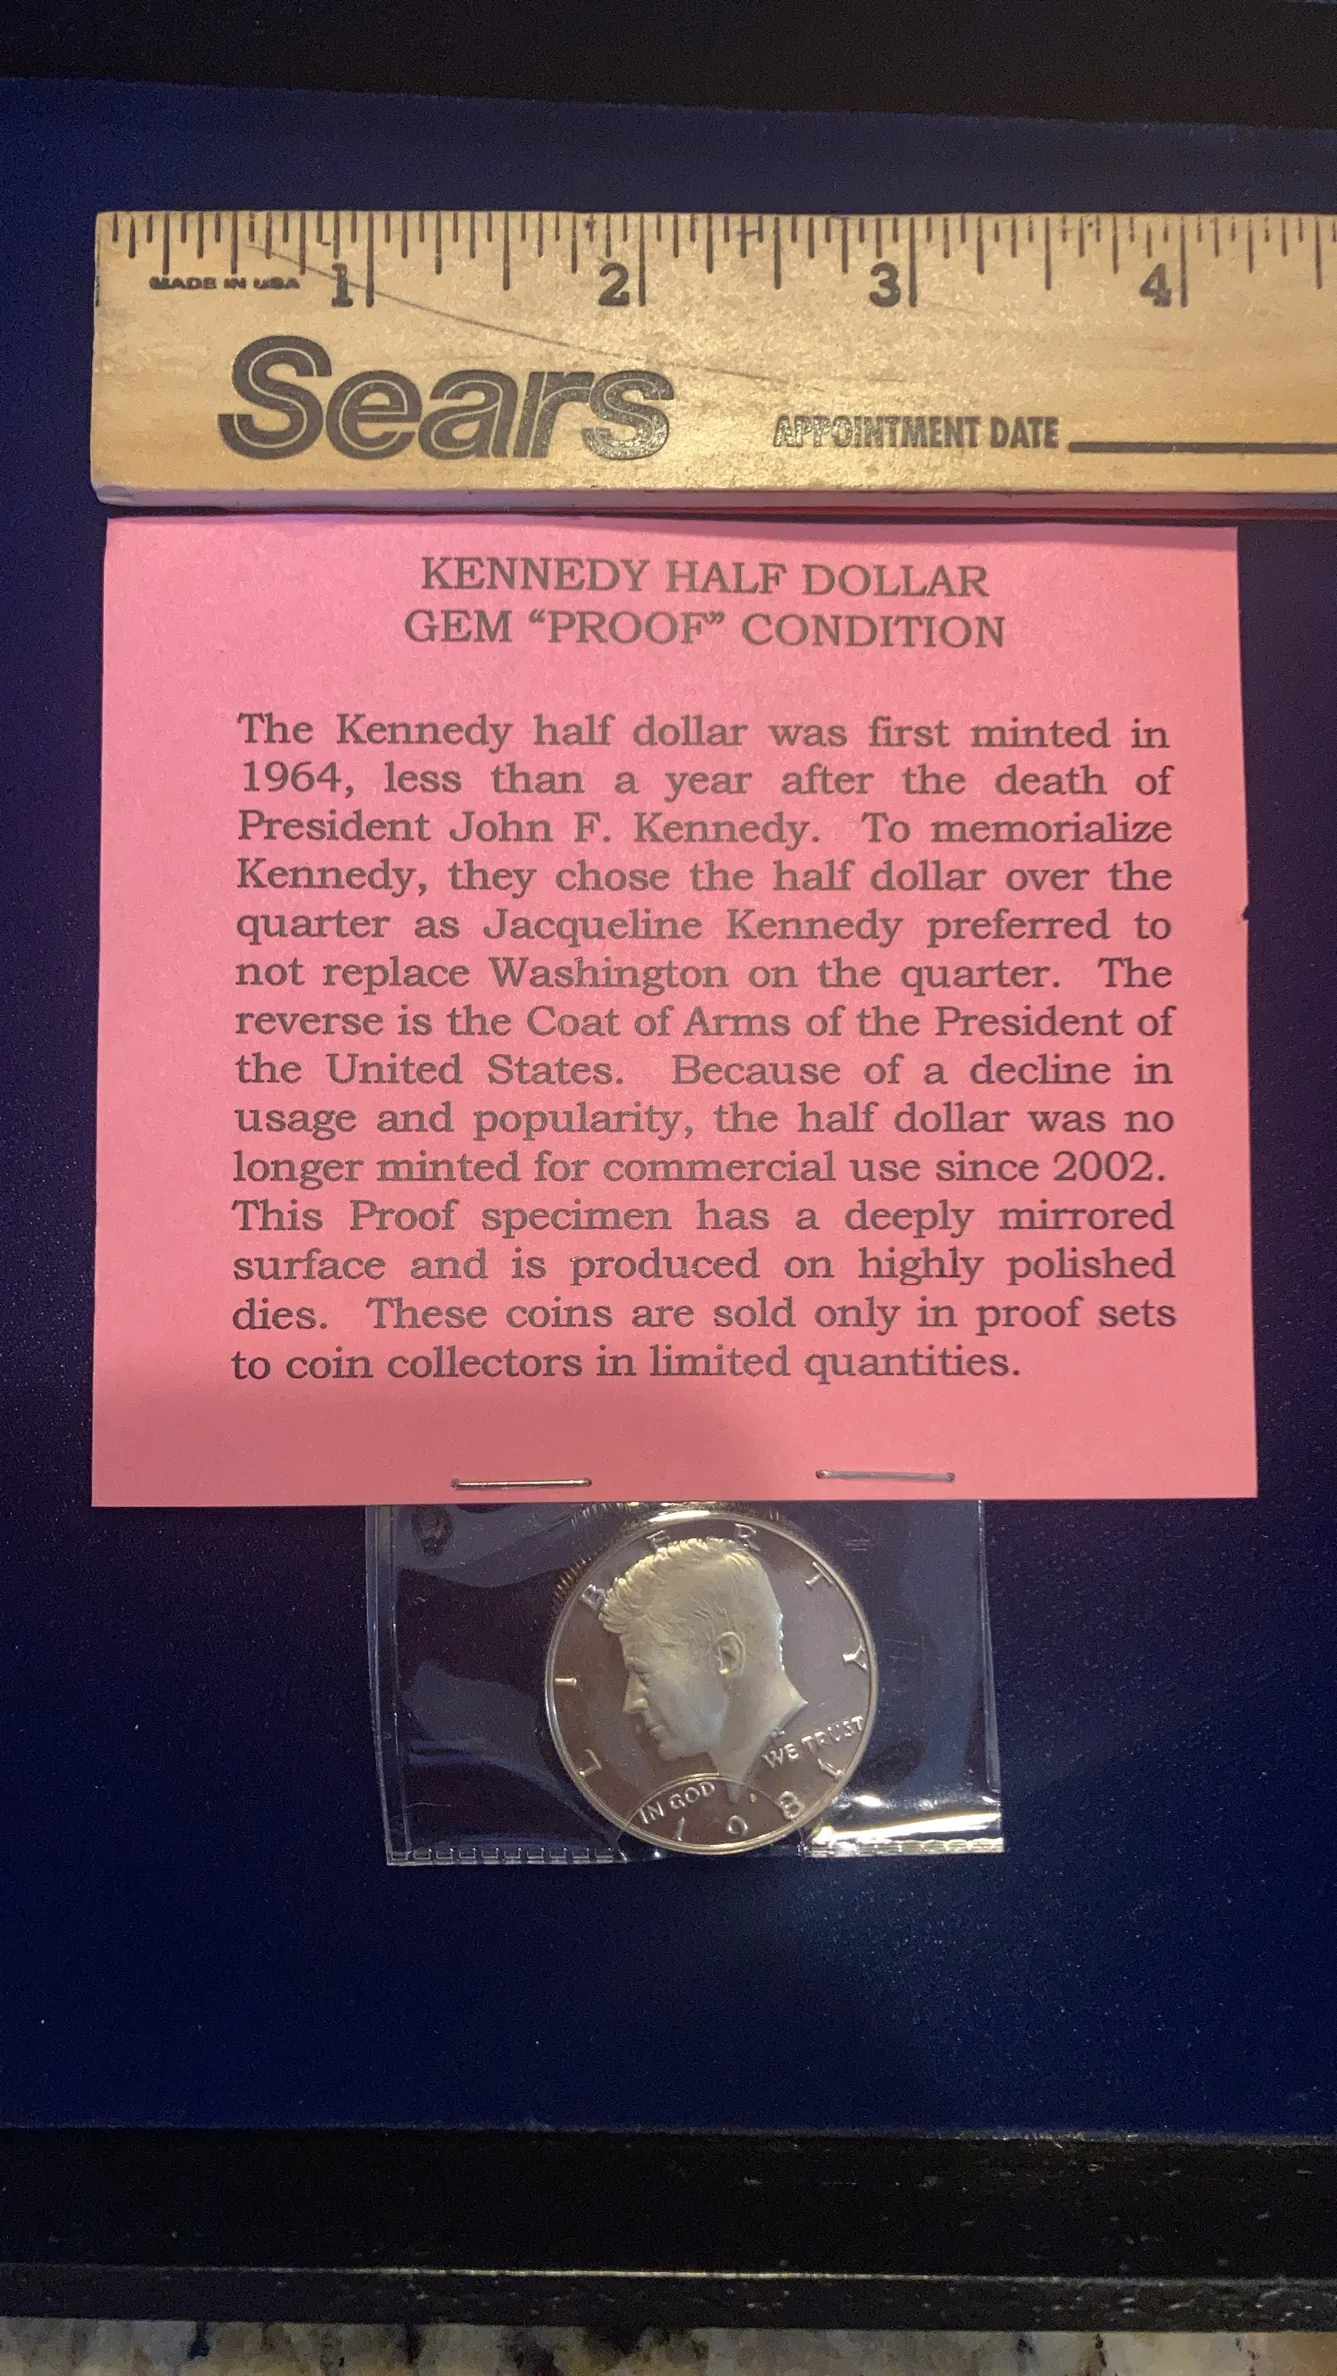 MADE IN USA
1 2 3 4
Sears
APPOINTMENT DATE
KENNEDY HALF DOLLAR
GEM “PROOF” CONDITION
The Kennedy half dollar was first minted in
1964, less than a year after the death of
President John F. Kennedy. To memorialize
Kennedy, they chose the half dollar over the
quarter as Jacqueline Kennedy preferred to
not replace Washington on the quarter. The
reverse is the Coat of Arms of the President of
the United States. Because of a decline in
usage and popularity, the half dollar was no
longer minted for commercial use since 2002.
This Proof specimen has a deeply mirrored
surface and is produced on highly polished
dies. These coins are sold only in proof sets
to coin collectors in limited quantities.
LIBERTY
IN GOD WE TRUST
1981